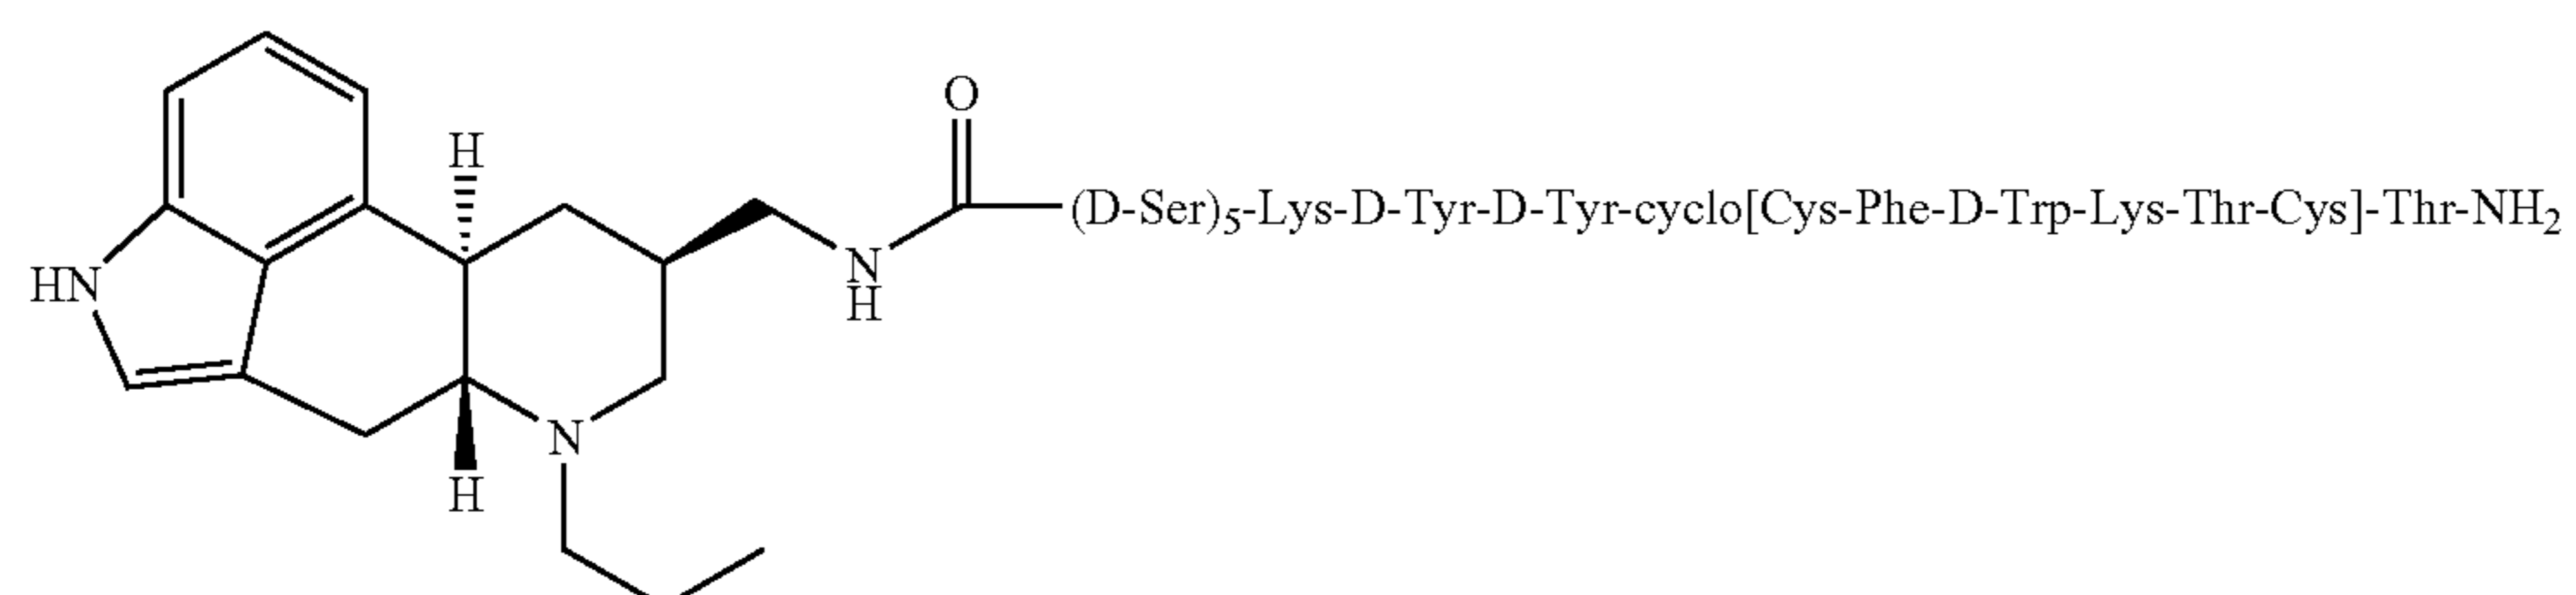 O
H
(D-Ser)5-Lys-D-Tyr-D-Tyr-cyclo[Cys-Phe-D-Trp-Lys-Thr-Cys]-Thr-NH2
HN
N
H
N
H